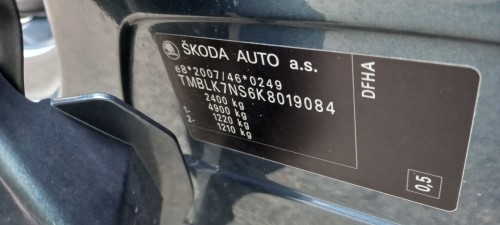 ŠKODA AUTO a.s.
e8*2007/46*0249
TMBLK7NS6K8019084
2400 kg
4900 kg
1. 1220 kg
2. 1210 kg
DFHA
0,5